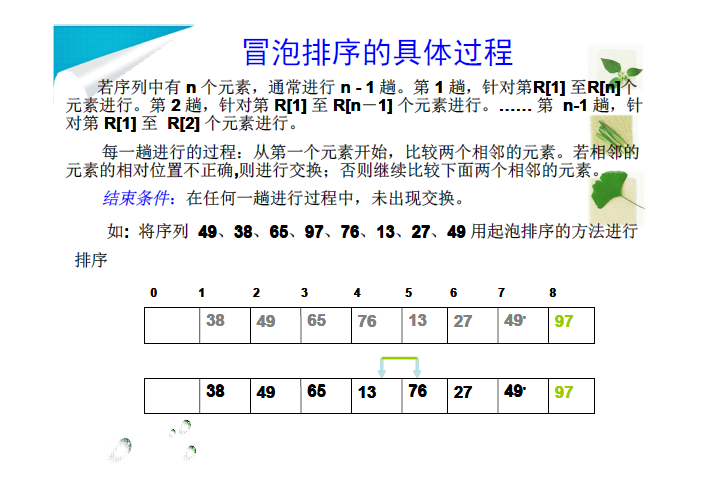 冒泡排序的具体过程
若序列中有 n 个元素，通常进行 n - 1 趟。第 1 趟，针对第R[1] 至R[n]个
元素进行。第 2 趟，针对第 R[1] 至 R[n－1] 个元素进行。…… 第 n-1 趟，针
对第 R[1] 至 R[2] 个元素进行。
每一趟进行的过程：从第一个元素开始，比较两个相邻的元素。若相邻的
元素的相对位置不正确,则进行交换；否则继续比较下面两个相邻的元素。
结束条件：在任何一趟进行过程中，未出现交换。
如: 将序列 49、38、65、97、76、13、27、49 用起泡排序的方法进行
排序
0 1 2 3 4 5 6 7 8
38 49 65 76 13 27 49· 97
38 49 65 13 76 27 49· 97